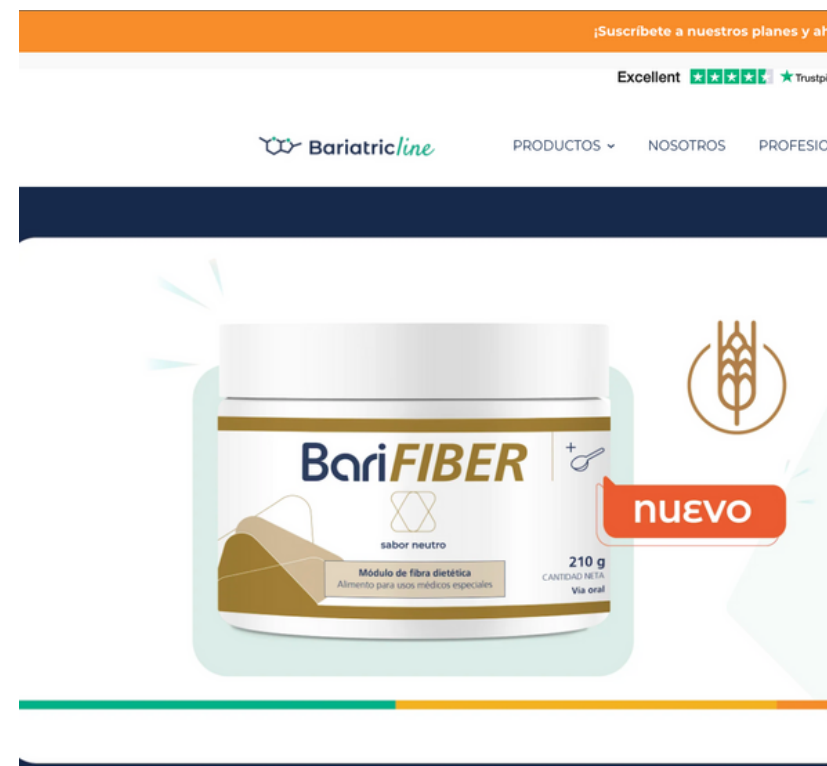 ¡Suscríbete a nuestros planes y
Excellent
Bariatricline
PRODUCTOS NOSOTROS
BariFIBER
+
nuevo
sabor neutro
Módulo de fibra dietética
Alimento para usos médicos especiales
210 g
CANTIDAD NETA
Vía oral